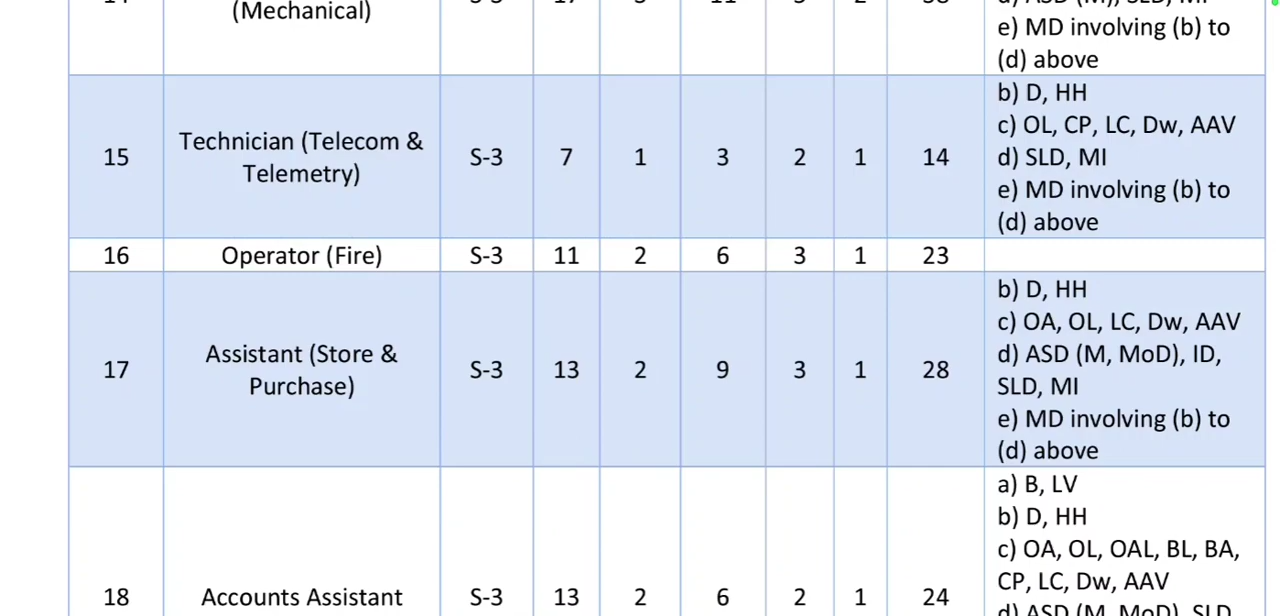 (Mechanical)
e) MD involving (b) to
(d) above
15 Technician (Telecom & Telemetry) S-3 7 1 3 2 1 14
b) D, HH
c) OL, CP, LC, Dw, AAV
d) SLD, MI
e) MD involving (b) to
(d) above
16 Operator (Fire) S-3 11 2 6 3 1 23
17 Assistant (Store & Purchase) S-3 13 2 9 3 1 28
b) D, HH
c) OA, OL, LC, Dw, AAV
d) ASD (M, MoD), ID,
SLD, MI
e) MD involving (b) to
(d) above
18 Accounts Assistant S-3 13 2 6 2 1 24
a) B, LV
b) D, HH
c) OA, OL, OAL, BL, BA,
CP, LC, Dw, AAV
d) ASD (M, MoD), SLD